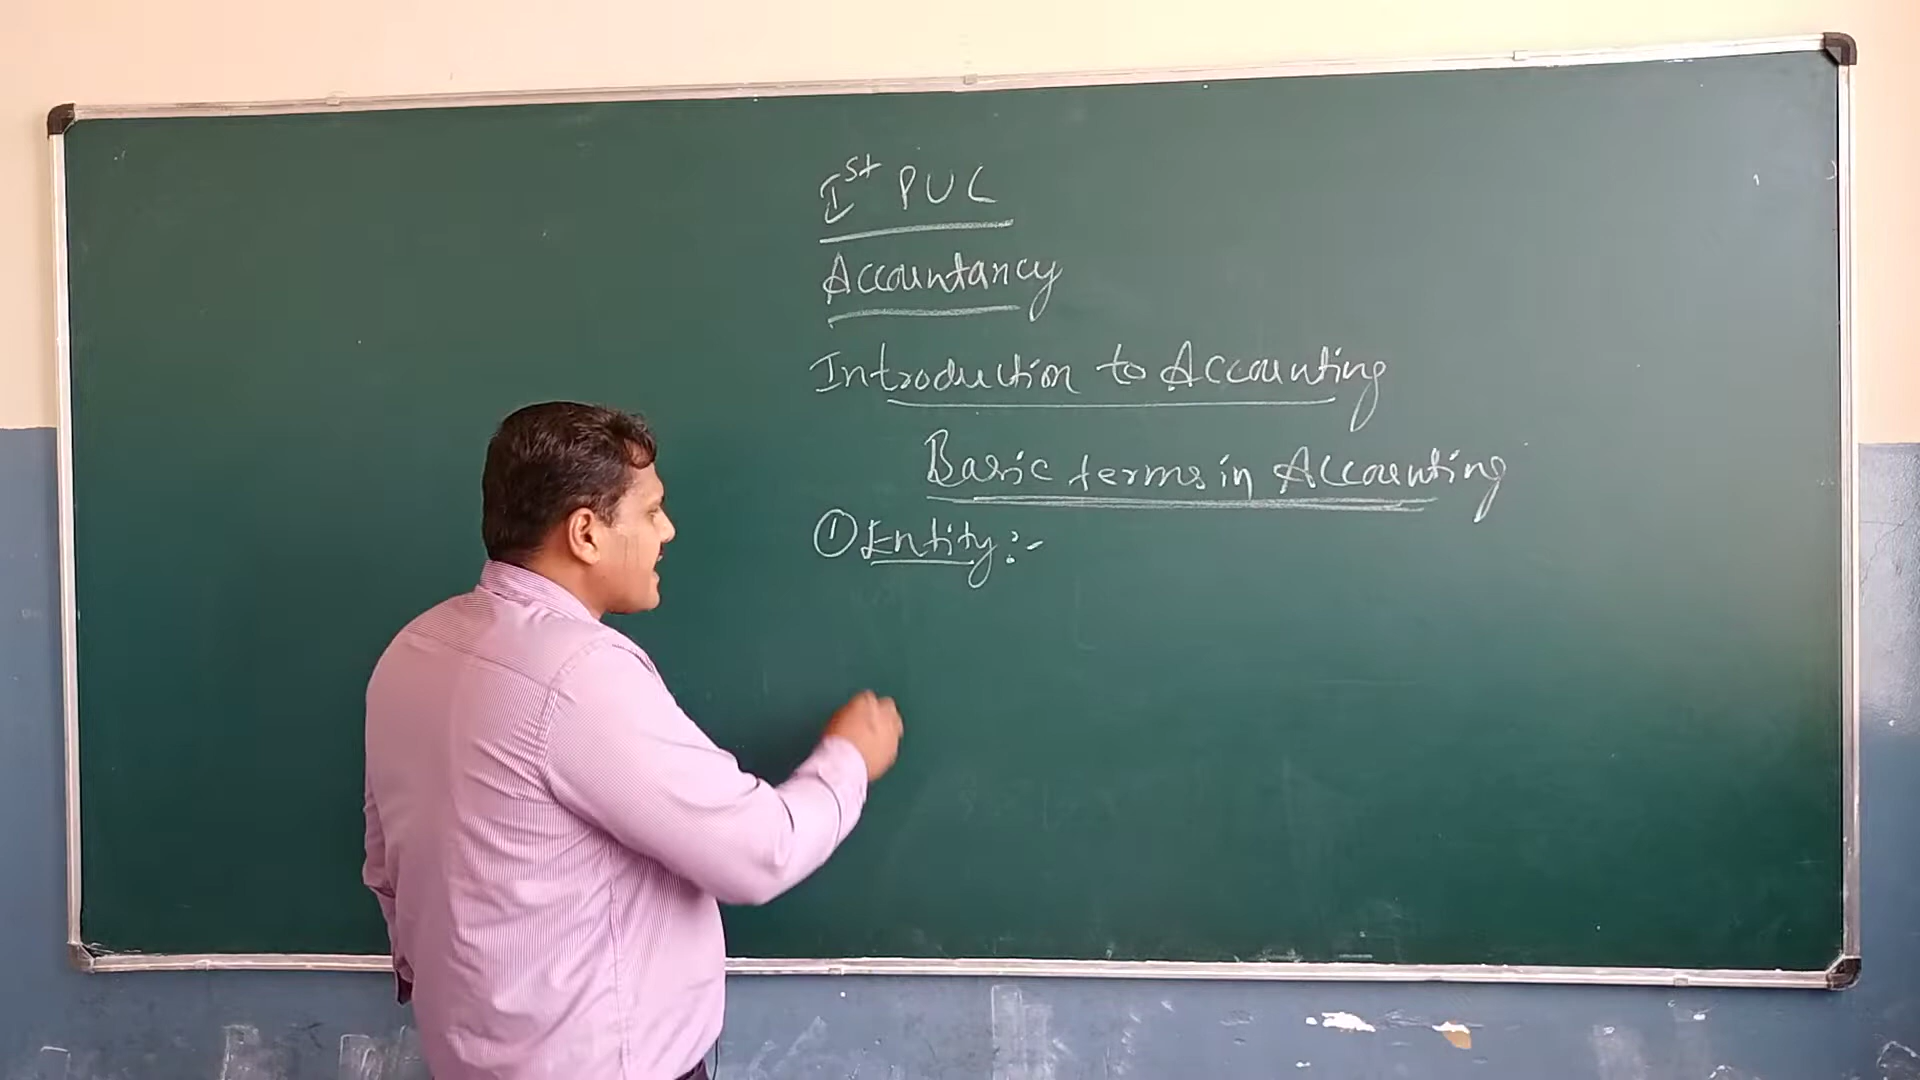 Ist PUC
Accountancy
Introduction to Accounting
Basic terms in Accounting
① Entity:-